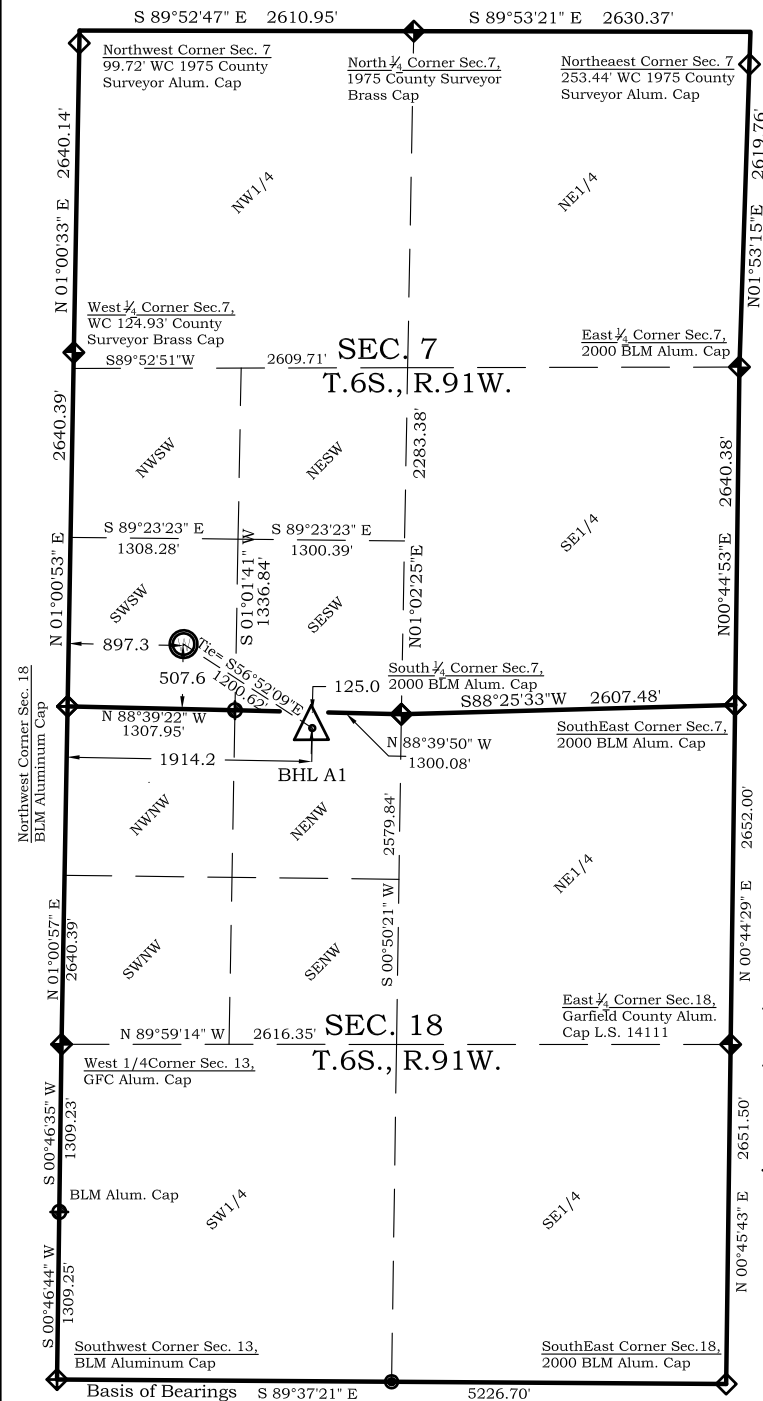 S 89°52'47" E 2610.95'
S 89°53'21" E 2630.37'
Northwest Corner Sec. 7
99.72' WC 1975 County
Surveyor Alum. Cap
North ¼ Corner Sec.7,
1975 County Surveyor
Brass Cap
Northeaest Corner Sec. 7
253.44' WC 1975 County
Surveyor Alum. Cap
N 01°00'33" E 2640.14'
N01°53'15"E 2619.76'
NW1/4
NE1/4
West ¼ Corner Sec.7,
WC 124.93' County
Surveyor Brass Cap
East ¼ Corner Sec.7,
2000 BLM Alum. Cap
S89°52'51"W 2609.71'
SEC. 7
T.6S., R.91W.
N 01°00'53" E 2640.39'
NWSW
NESW
2283.38'
N01°02'25"E
N00°44'53"E 2640.38'
SE1/4
S 89°23'23" E
1308.28'
S 89°23'23" E
1300.39'
S 01°01'41" W
1336.84'
SWSW
SESW
897.3
507.6
Tie= S56°52'09"E
1200.62'
125.0
South ¼ Corner Sec.7,
2000 BLM Alum. Cap
S88°25'33"W 2607.48'
SouthEast Corner Sec.7,
2000 BLM Alum. Cap
Northwest Corner Sec. 18
BLM Aluminum Cap
N 88°39'22" W
1307.95'
N 88°39'50" W
1300.08'
1914.2
BHL A1
NWNW
NENW
2579.84'
S 00°50'21" W
NE1/4
N 00°44'29" E 2652.00'
N 01°00'57" E
2640.39'
SWNW
SENW
East ¼ Corner Sec.18,
Garfield County Alum.
Cap L.S. 14111
N 89°59'14" W 2616.35'
SEC. 18
T.6S., R.91W.
West 1/4Corner Sec. 13,
GFC Alum. Cap
S 00°46'35" W
1309.23'
BLM Alum. Cap
SW1/4
SE1/4
N 00°45'43" E 2651.50'
S 00°46'44" W
1309.25'
Southwest Corner Sec. 13,
BLM Aluminum Cap
SouthEast Corner Sec.18,
2000 BLM Alum. Cap
Basis of Bearings S 89°37'21" E 5226.70'